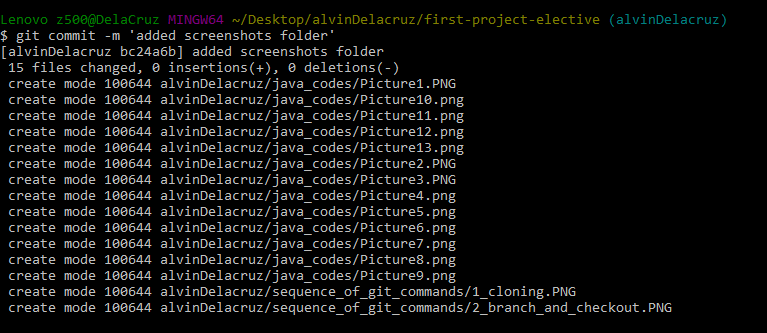 Lenovo z500@DelaCruz MINGW64 ~/Desktop/alvinDelacruz/first-project-elective (alvinDelacruz)
$ git commit -m 'added screenshots folder'
[alvinDelacruz bc24a6b] added screenshots folder
 15 files changed, 0 insertions(+), 0 deletions(-)
 create mode 100644 alvinDelacruz/java_codes/Picture1.PNG
 create mode 100644 alvinDelacruz/java_codes/Picture10.png
 create mode 100644 alvinDelacruz/java_codes/Picture11.png
 create mode 100644 alvinDelacruz/java_codes/Picture12.png
 create mode 100644 alvinDelacruz/java_codes/Picture13.png
 create mode 100644 alvinDelacruz/java_codes/Picture2.PNG
 create mode 100644 alvinDelacruz/java_codes/Picture3.PNG
 create mode 100644 alvinDelacruz/java_codes/Picture4.png
 create mode 100644 alvinDelacruz/java_codes/Picture5.png
 create mode 100644 alvinDelacruz/java_codes/Picture6.png
 create mode 100644 alvinDelacruz/java_codes/Picture7.png
 create mode 100644 alvinDelacruz/java_codes/Picture8.png
 create mode 100644 alvinDelacruz/java_codes/Picture9.png
 create mode 100644 alvinDelacruz/sequence_of_git_commands/1_cloning.PNG
 create mode 100644 alvinDelacruz/sequence_of_git_commands/2_branch_and_checkout.PNG